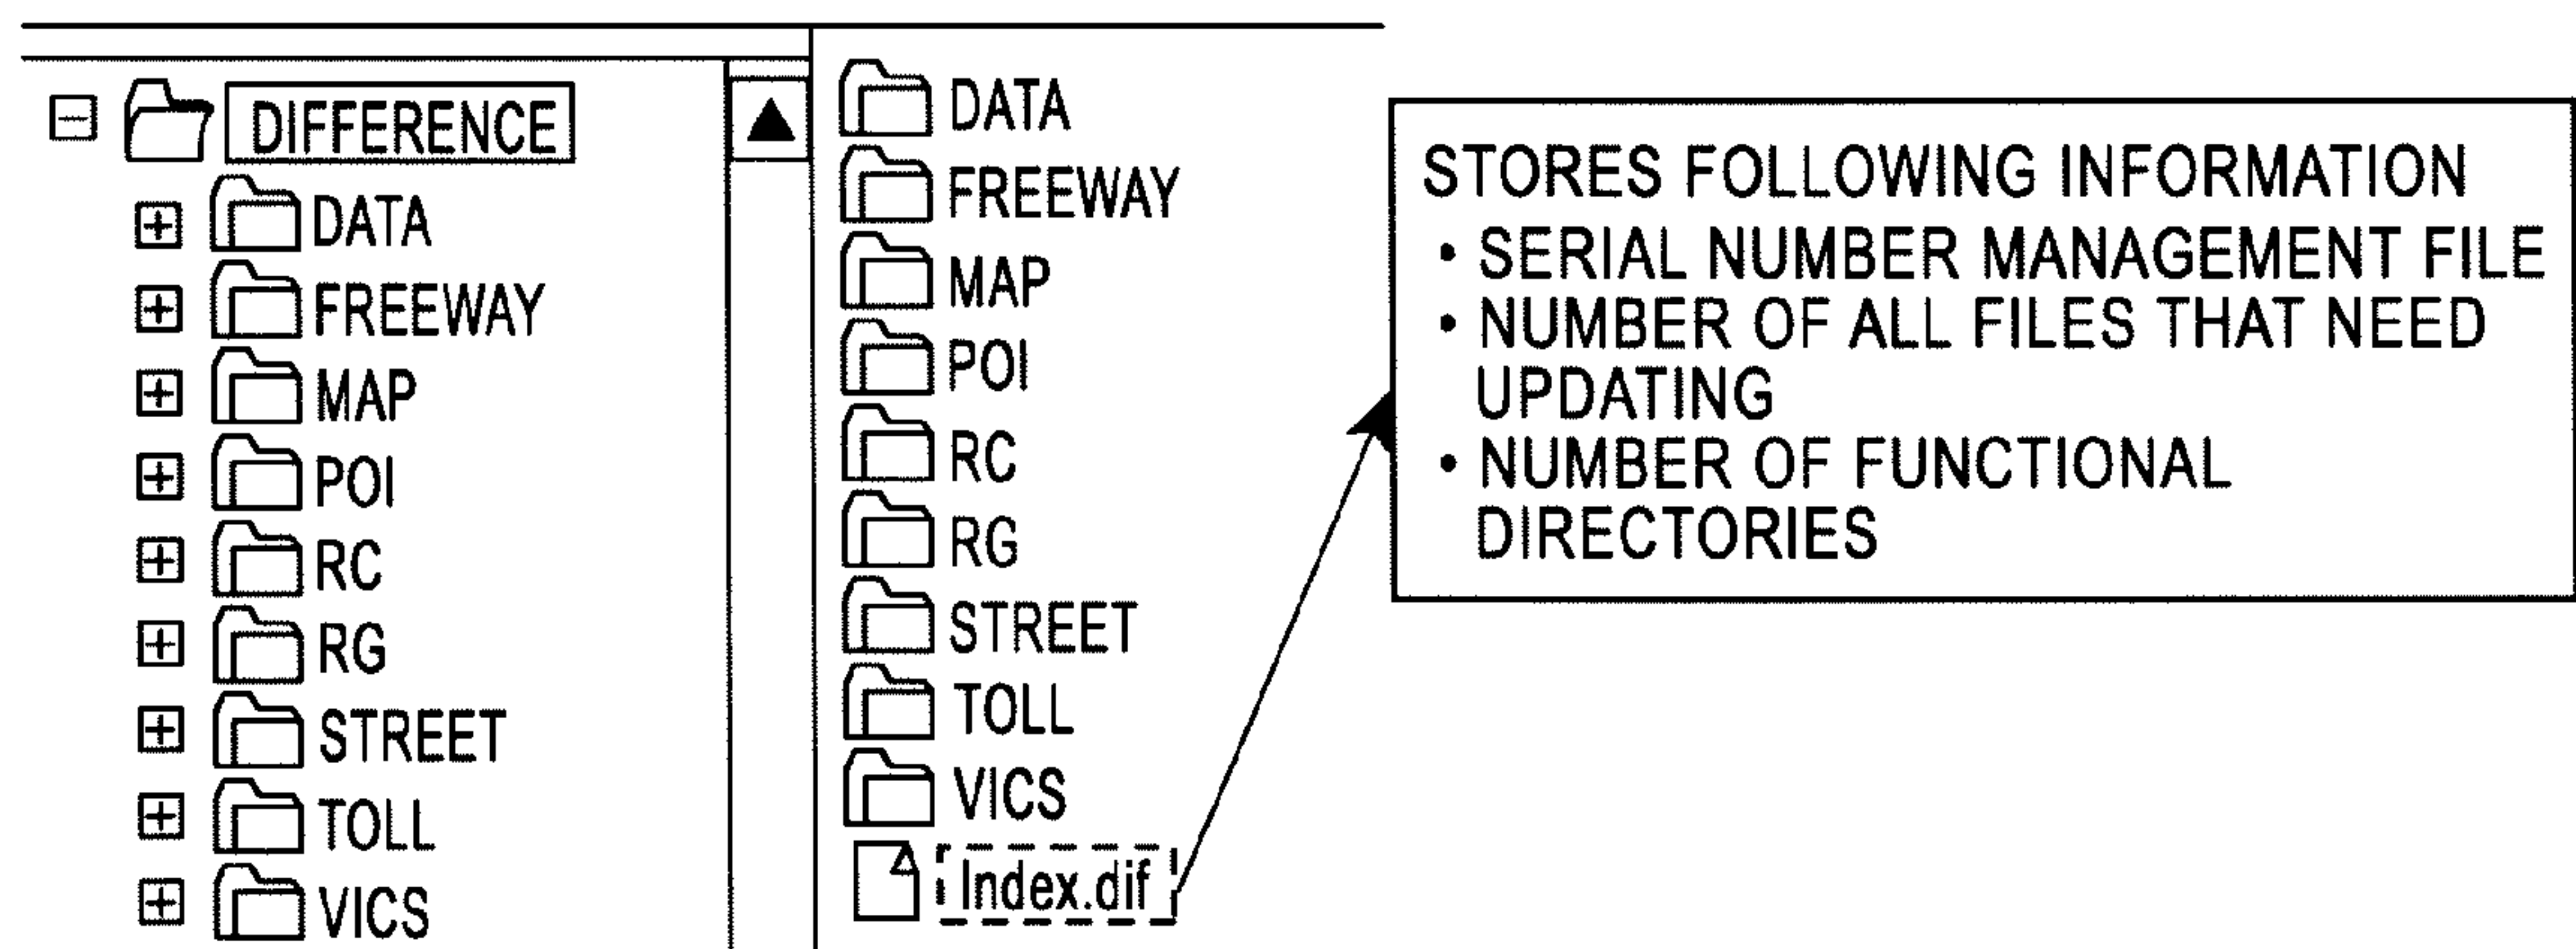 DIFFERENCE
DATA
FREEWAY
MAP
POI
RC
RG
STREET
TOLL
VICS
DATA
FREEWAY
MAP
POI
RC
RG
STREET
TOLL
VICS
Index.dif
STORES FOLLOWING INFORMATION
• SERIAL NUMBER MANAGEMENT FILE
• NUMBER OF ALL FILES THAT NEED
UPDATING
• NUMBER OF FUNCTIONAL
DIRECTORIES